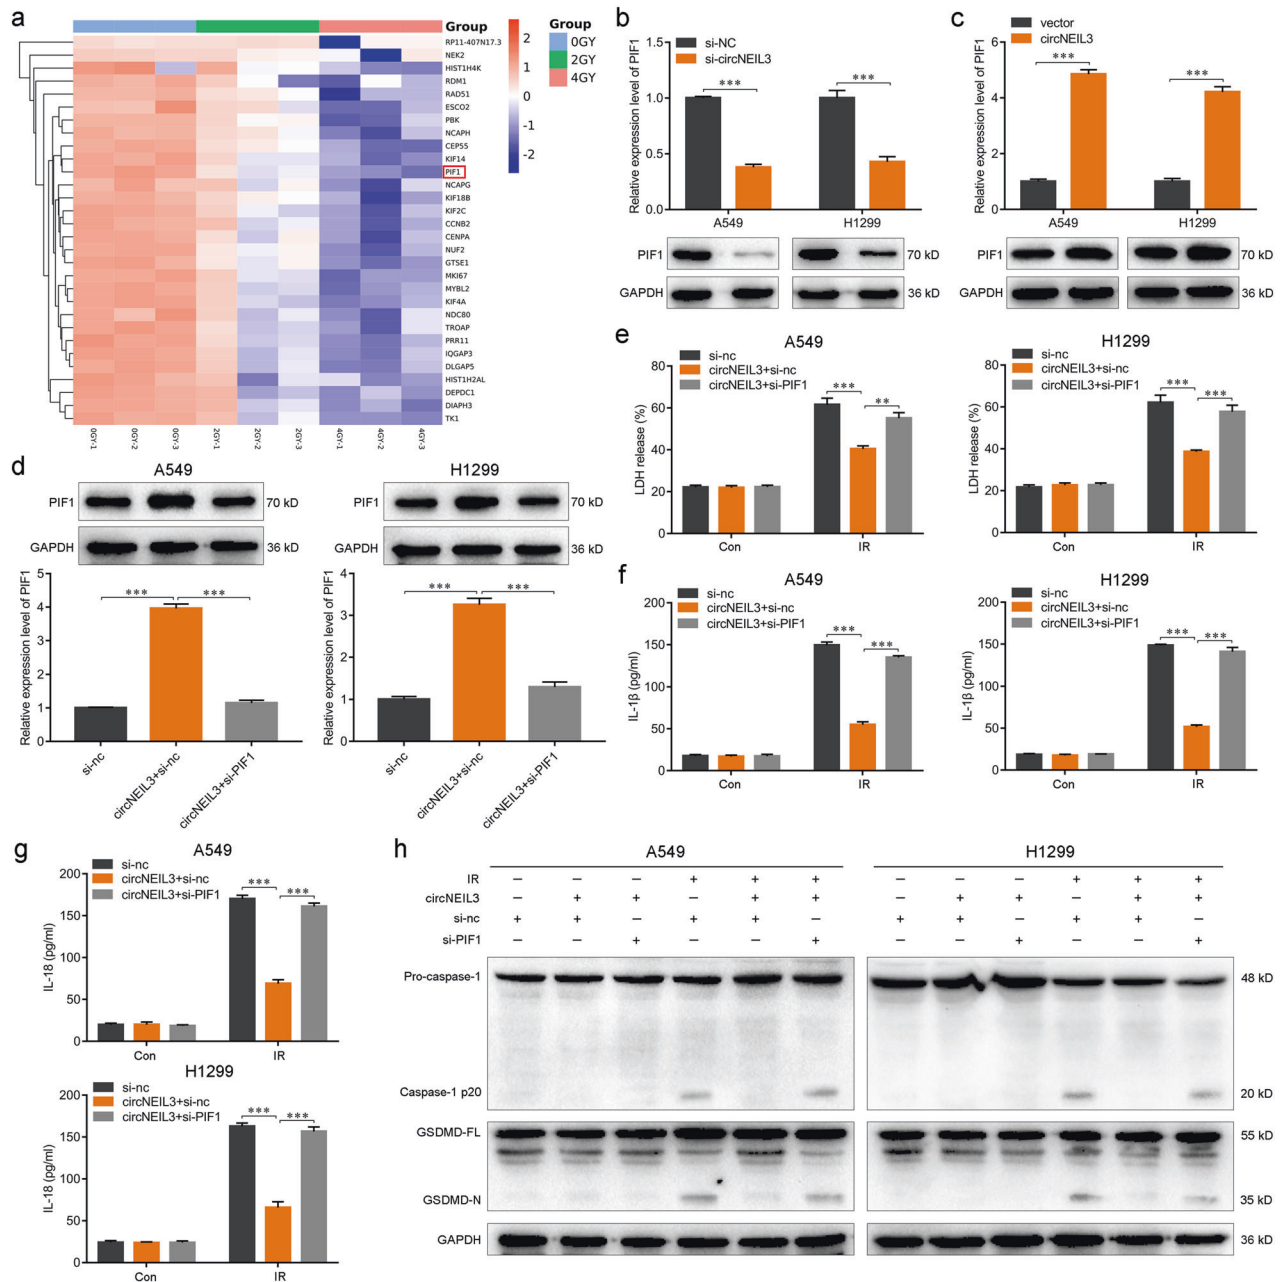 a
Group
RP11-407N17.3
NEK2
HIST1H4K
RDM1
RAD51
ESCO2
PBK
NCAPH
CEP55
KIF14
PIF1
NCAPG
KIF18B
KIF2C
CCNB2
CENPA
NUF2
GTSE1
MKI67
MYBL2
KIF4A
NDC80
TROAP
PRR11
IQGAP3
DLGAP5
HIST1H2AL
DEPDC1
DIAPH3
TK1
0GY-1 0GY-2 0GY-3 2GY-1 2GY-2 2GY-3 4GY-1 4GY-2 4GY-3
2
1
0
-1
-2
Group
0GY
2GY
4GY
b
si-NC
si-circNEIL3
Relative expression level of PIF1
1.5
1.0
0.5
0.0
*** ***
A549 H1299
PIF1 70 kD
GAPDH 36 kD
c
vector
circNEIL3
Relative expression level of PIF1
6
4
2
0
*** ***
A549 H1299
PIF1 70 kD
GAPDH 36 kD
d
A549
PIF1 70 kD
GAPDH 36 kD
Relative expression level of PIF1
5
4
3
2
1
0
*** ***
si-nc circNEIL3+si-nc circNEIL3+si-PIF1
H1299
PIF1 70 kD
GAPDH 36 kD
Relative expression level of PIF1
4
3
2
1
0
*** ***
si-nc circNEIL3+si-nc circNEIL3+si-PIF1
e
A549
si-nc
circNEIL3+si-nc
circNEIL3+si-PIF1
LDH release (%)
80
60
40
20
0
*** **
Con IR
H1299
si-nc
circNEIL3+si-nc
circNEIL3+si-PIF1
LDH release (%)
80
60
40
20
0
*** ***
Con IR
f
A549
si-nc
circNEIL3+si-nc
circNEIL3+si-PIF1
IL-1β (pg/ml)
200
150
100
50
0
*** ***
Con IR
H1299
si-nc
circNEIL3+si-nc
circNEIL3+si-PIF1
IL-1β (pg/ml)
200
150
100
50
0
*** ***
Con IR
g
A549
si-nc
circNEIL3+si-nc
circNEIL3+si-PIF1
IL-18 (pg/ml)
200
150
100
50
0
*** ***
Con IR
H1299
si-nc
circNEIL3+si-nc
circNEIL3+si-PIF1
IL-18 (pg/ml)
200
150
100
50
0
*** ***
Con IR
h
A549 H1299
– – – + + + IR – – – + + +
– + + – + + circNEIL3 – + + – + +
+ + – + + – si-nc + + – + + –
– – + – – + si-PIF1 – – + – – +
Pro-caspase-1 48 kD
Caspase-1 p20 20 kD
GSDMD-FL 55 kD
GSDMD-N 35 kD
GAPDH 36 kD